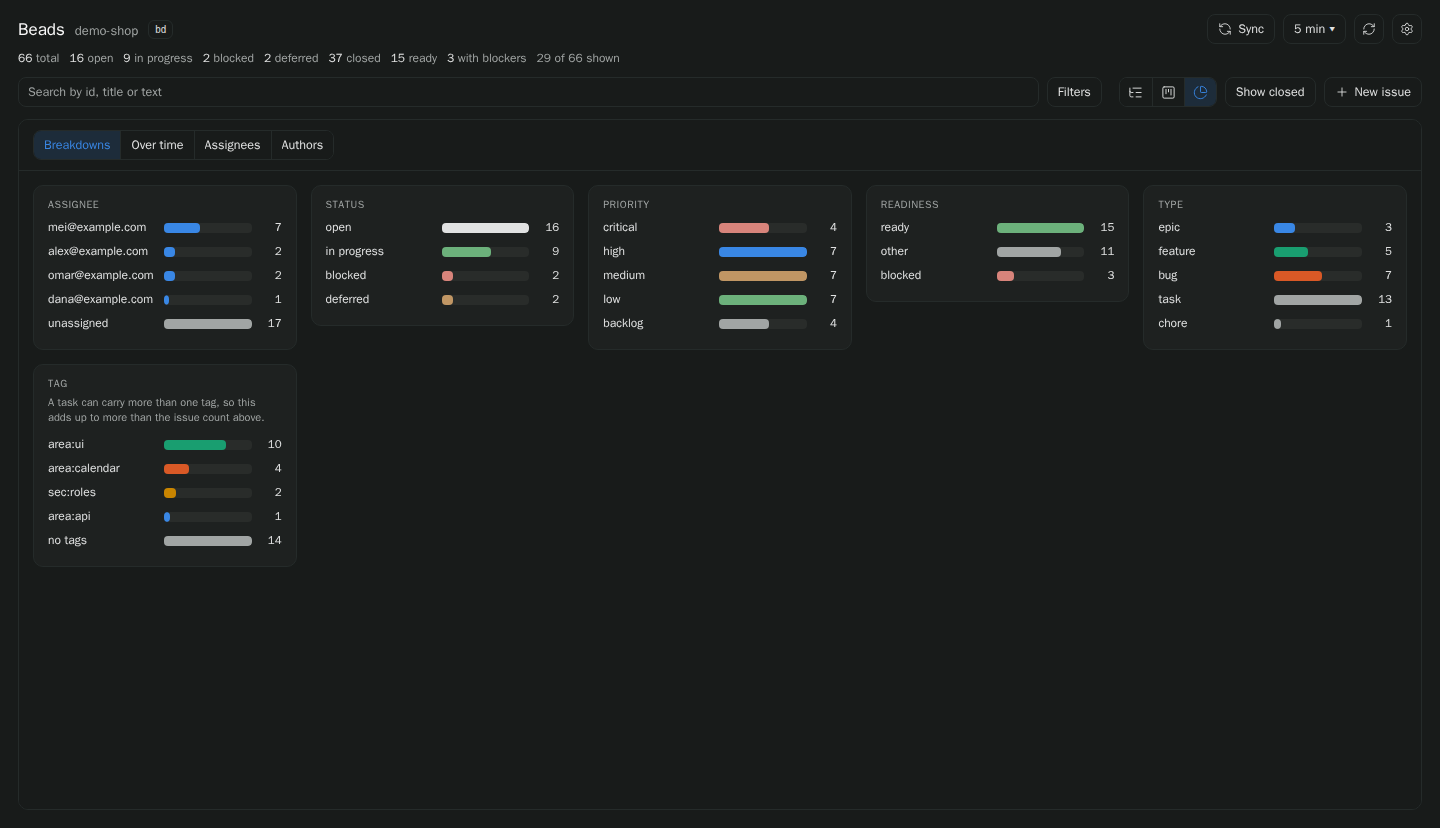 Beads demo-shop bd
Sync 5 min
66 total 16 open 9 in progress 2 blocked 2 deferred 37 closed 15 ready 3 with blockers 29 of 66 shown
Search by id, title or text
Filters
Show closed
New issue
Breakdowns Over time Assignees Authors
ASSIGNEE
mei@example.com 7
alex@example.com 2
omar@example.com 2
dana@example.com 1
unassigned 17
STATUS
open 16
in progress 9
blocked 2
deferred 2
PRIORITY
critical 4
high 7
medium 7
low 7
backlog 4
READINESS
ready 15
other 11
blocked 3
TYPE
epic 3
feature 5
bug 7
task 13
chore 1
TAG
A task can carry more than one tag, so this
adds up to more than the issue count above.
area:ui 10
area:calendar 4
sec:roles 2
area:api 1
no tags 14